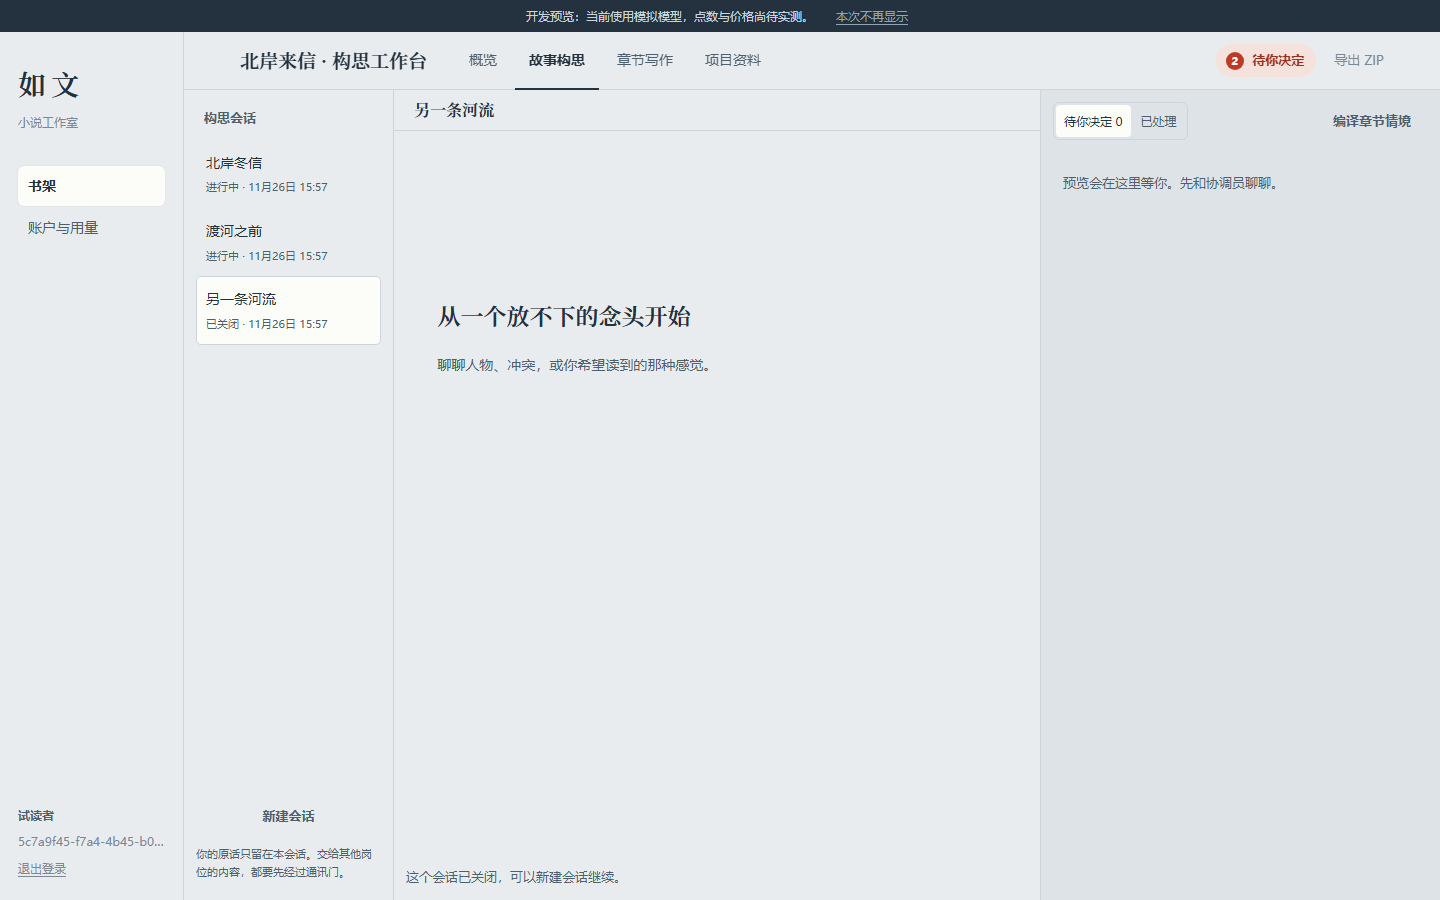 开发预览：当前使用模拟模型，点数与价格尚待实测。 本次不再显示
如文
小说工作室
书架
账户与用量
试读者
5c7a9f45-f7a4-4b45-b0...
退出登录
北岸来信 · 构思工作台 概览 故事构思 章节写作 项目资料 2 待你决定 导出 ZIP
构思会话
北岸冬信
进行中 · 11月26日 15:57
渡河之前
进行中 · 11月26日 15:57
另一条河流
已关闭 · 11月26日 15:57
新建会话
你的原话只留在本会话。交给其他岗
位的内容，都要先经过通讯门。
另一条河流
从一个放不下的念头开始
聊聊人物、冲突，或你希望读到的那种感觉。
这个会话已关闭，可以新建会话继续。
待你决定 0 已处理 编译章节情境
预览会在这里等你。先和协调员聊聊。